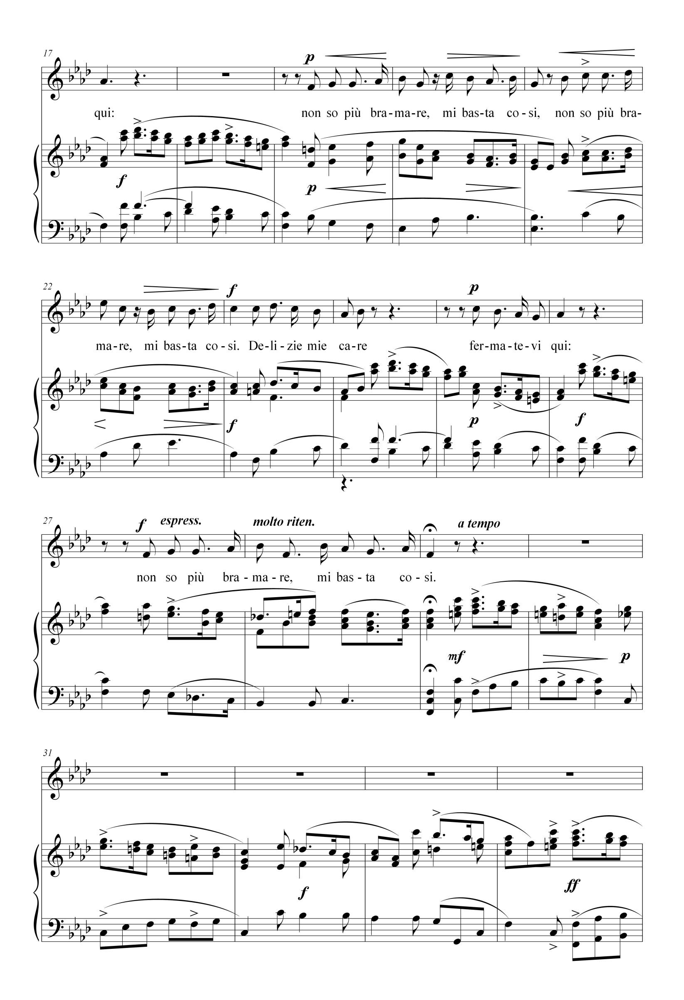 17
p
qui: non so più bra-ma-re, mi bas-ta co-si, non so più bra-
f
p
22
f
p
ma-re, mi bas-ta co-si. De-li-zie mie ca-re fer-ma-te-vi qui:
f
p
f
27
f espress. molto riten. a tempo
non so più bra-ma-re, mi bas-ta co-si.
mf
p
31
f
ff